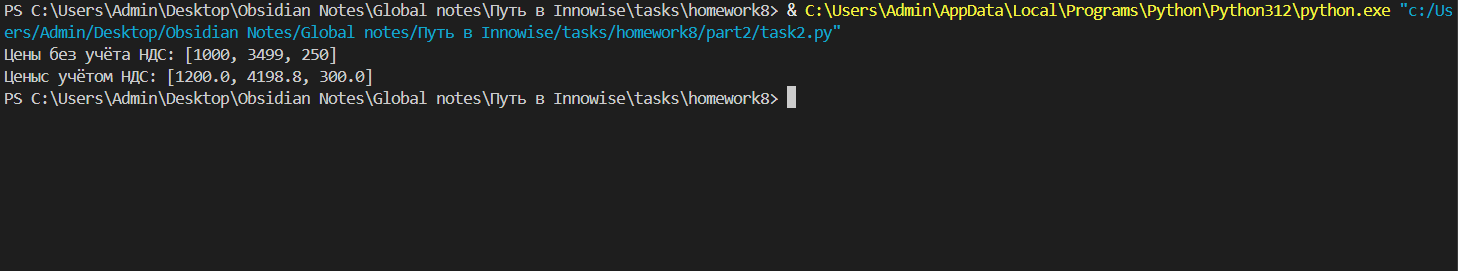 PS C:\Users\Admin\Desktop\Obsidian Notes\Global notes\Путь в Innowise\tasks\homework8> & C:\Users\Admin\AppData\Local\Programs\Python\Python312\python.exe "c:/Us
ers/Admin/Desktop/Obsidian Notes/Global notes/Путь в Innowise/tasks/homework8/part2/task2.py"
Цены без учёта НДС: [1000, 3499, 250]
Ценыс учётом НДС: [1200.0, 4198.8, 300.0]
PS C:\Users\Admin\Desktop\Obsidian Notes\Global notes\Путь в Innowise\tasks\homework8>